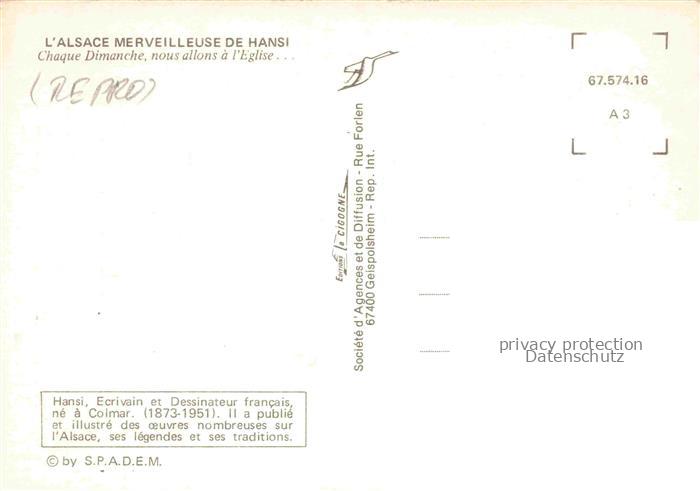 L'ALSACE MERVEILLEUSE DE HANSI
Chaque Dimanche, nous allons à l'Eglise . . .
(REPRO)
67.574.16
A 3
Editions la CIGOGNE
Société d'Agences et de Diffusion - Rue Forlen
67400 Geispolsheim - Rep. Int.
privacy protection
Datenschutz
Hansi, Ecrivain et Dessinateur français,
né à Colmar. (1873-1951). Il a publié
et illustré des œuvres nombreuses sur
l'Alsace, ses légendes et ses traditions.
© by S.P.A.D.E.M.